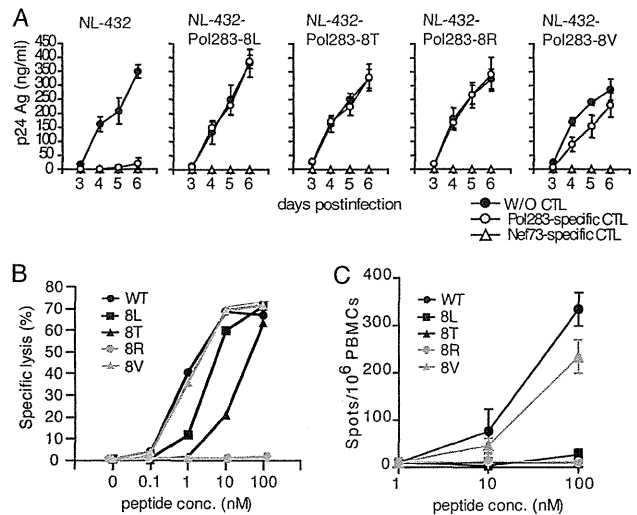 A
NL-432
NL-432-
Pol283-8L
NL-432-
Pol283-8T
NL-432-
Pol283-8R
NL-432-
Pol283-8V
p24 Ag (ng/ml)
450
400
350
300
250
200
150
100
50
0
3 4 5 6
3 4 5 6
3 4 5 6
3 4 5 6
3 4 5 6
days postinfection
W/O CTL
Pol283-specific CTL
Nef73-specific CTL
B
Specific lysis (%)
80
70
60
50
40
30
20
10
0
WT
8L
8T
8R
8V
0 0.1 1 10 100
peptide conc. (nM)
C
Spots/10⁶ PBMCs
400
300
200
100
0
WT
8L
8T
8R
8V
1 10 100
peptide conc. (nM)